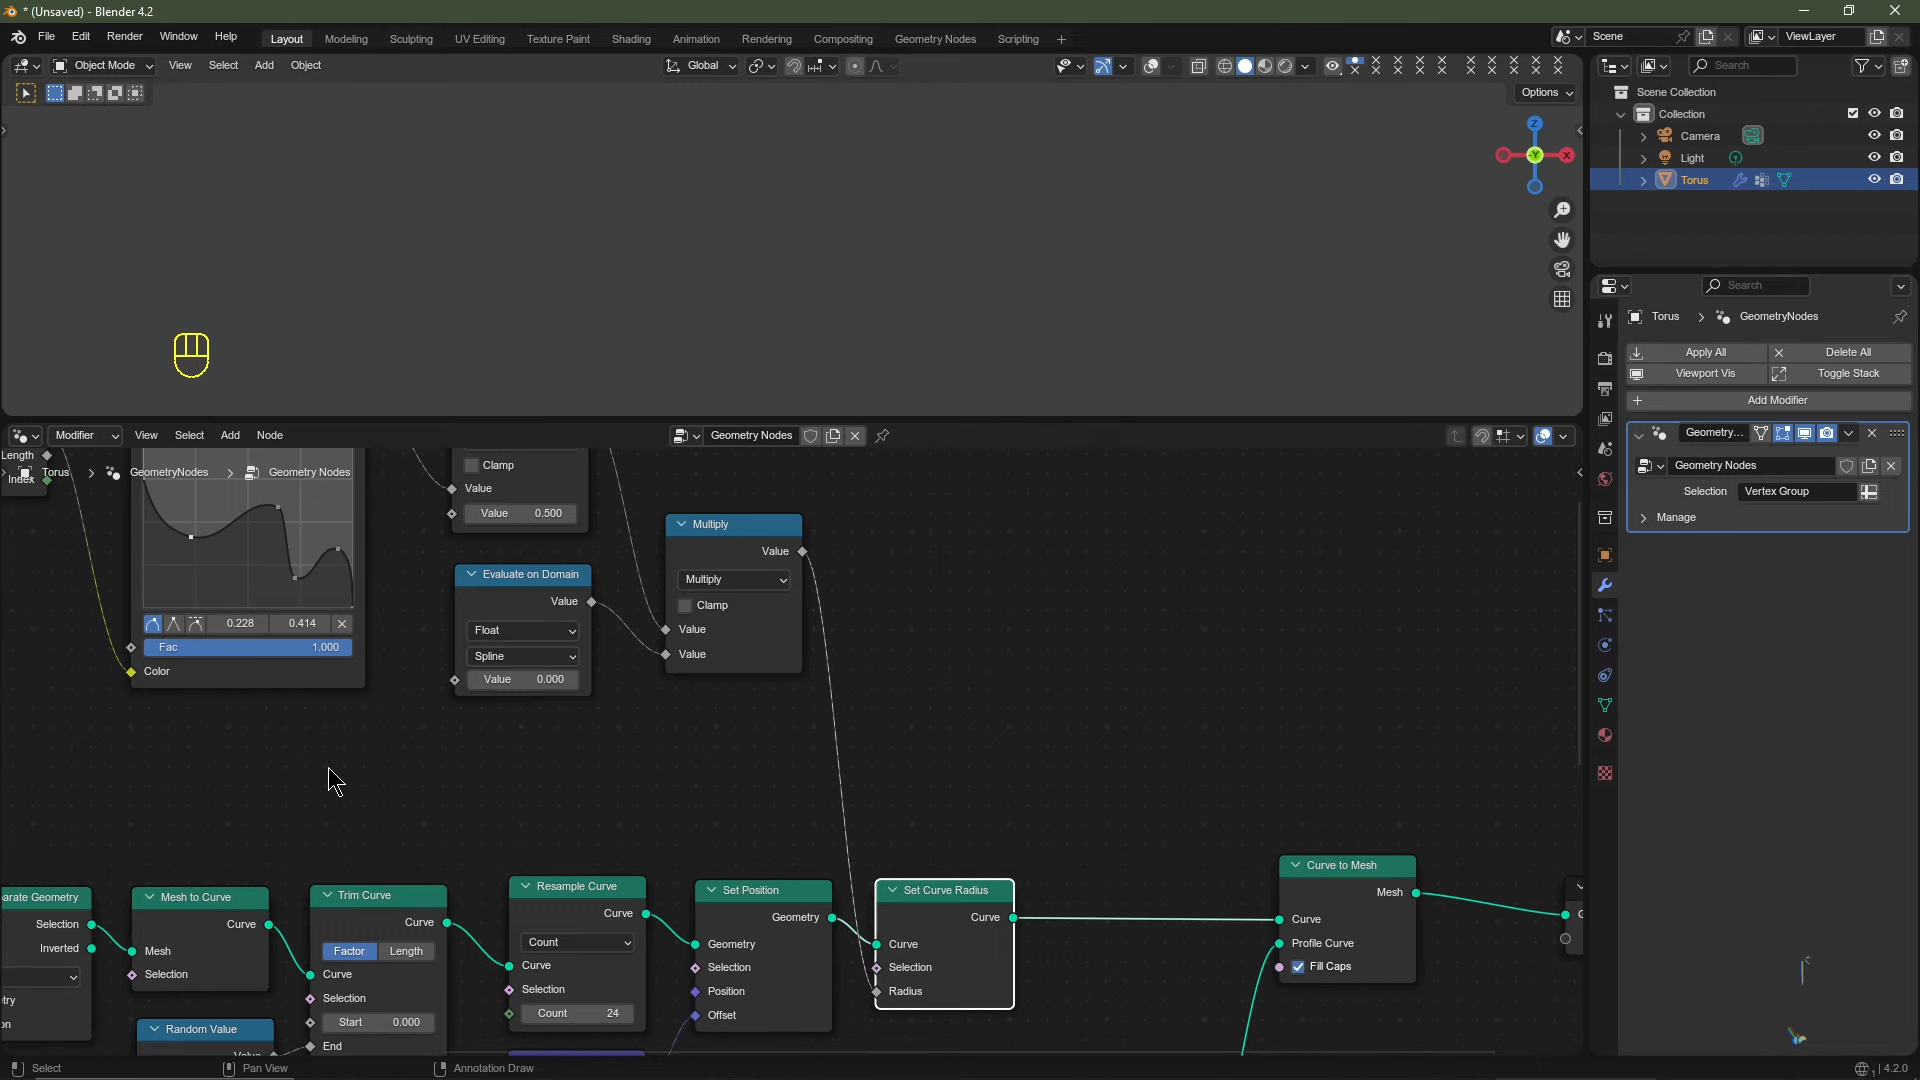 * (Unsaved) - Blender 4.2
File Edit Render Window Help
Layout Modeling Sculpting UV Editing Texture Paint Shading Animation Rendering Compositing Geometry Nodes Scripting +
Scene
ViewLayer
Object Mode View Select Add Object
Global
Options
Z
-Y X
Search
Scene Collection
Collection
Camera
Light
Torus
Search
Torus > GeometryNodes
Apply All
Delete All
Viewport Vis
Toggle Stack
+ Add Modifier
Geometry...
Geometry Nodes
Selection Vertex Group
Manage
Modifier View Select Add Node
Geometry Nodes
Length
Index
Torus > GeometryNodes > Geometry Nodes
0.228 0.414
Fac 1.000
Color
Clamp
Value
Value 0.500
Evaluate on Domain
Value
Float
Spline
Value 0.000
Multiply
Value
Multiply
Clamp
Value
Value
arate Geometry
Selection
Inverted
Mesh to Curve
Curve
Mesh
Selection
Random Value
Value
Trim Curve
Curve
Factor Length
Curve
Selection
Start 0.000
End
Resample Curve
Curve
Count
Curve
Selection
Count 24
Set Position
Geometry
Geometry
Selection
Position
Offset
Set Curve Radius
Curve
Curve
Selection
Radius
Curve to Mesh
Mesh
Curve
Profile Curve
Fill Caps
Select
Pan View
Annotation Draw
4.2.0